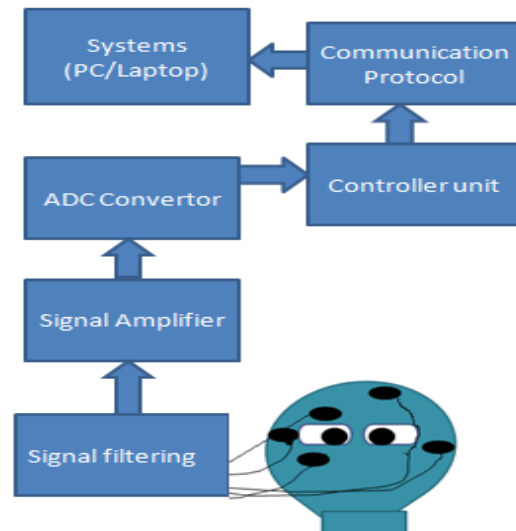 Systems
(PC/Laptop)
Communication
Protocol
ADC Convertor
Controller unit
Signal Amplifier
Signal filtering